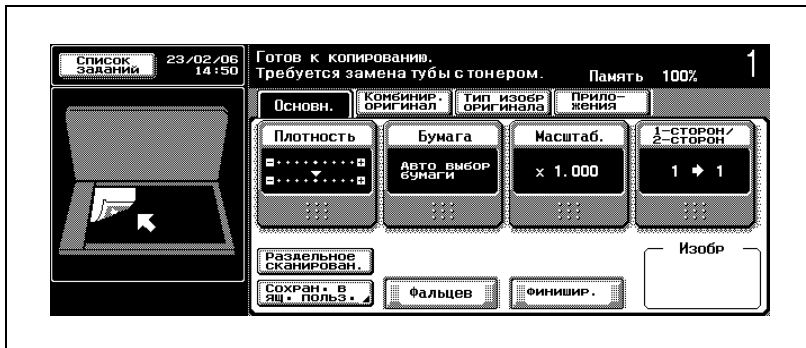 Список
заданий
23/02/06
14:50
Готов к копированию.
Требуется замена тубы с тонером.
Память 100%
1
Основн.
Комбинир.
оригинал
Тип изобр
оригинала
Прило-
жения
Плотность
Бумага
Авто выбор
бумаги
Масштаб.
× 1.000
1-сторон/
2-сторон
1 → 1
Раздельное
сканирован.
Сохран. в
ящ. польз.
Фальцев
Финишир.
Изобр